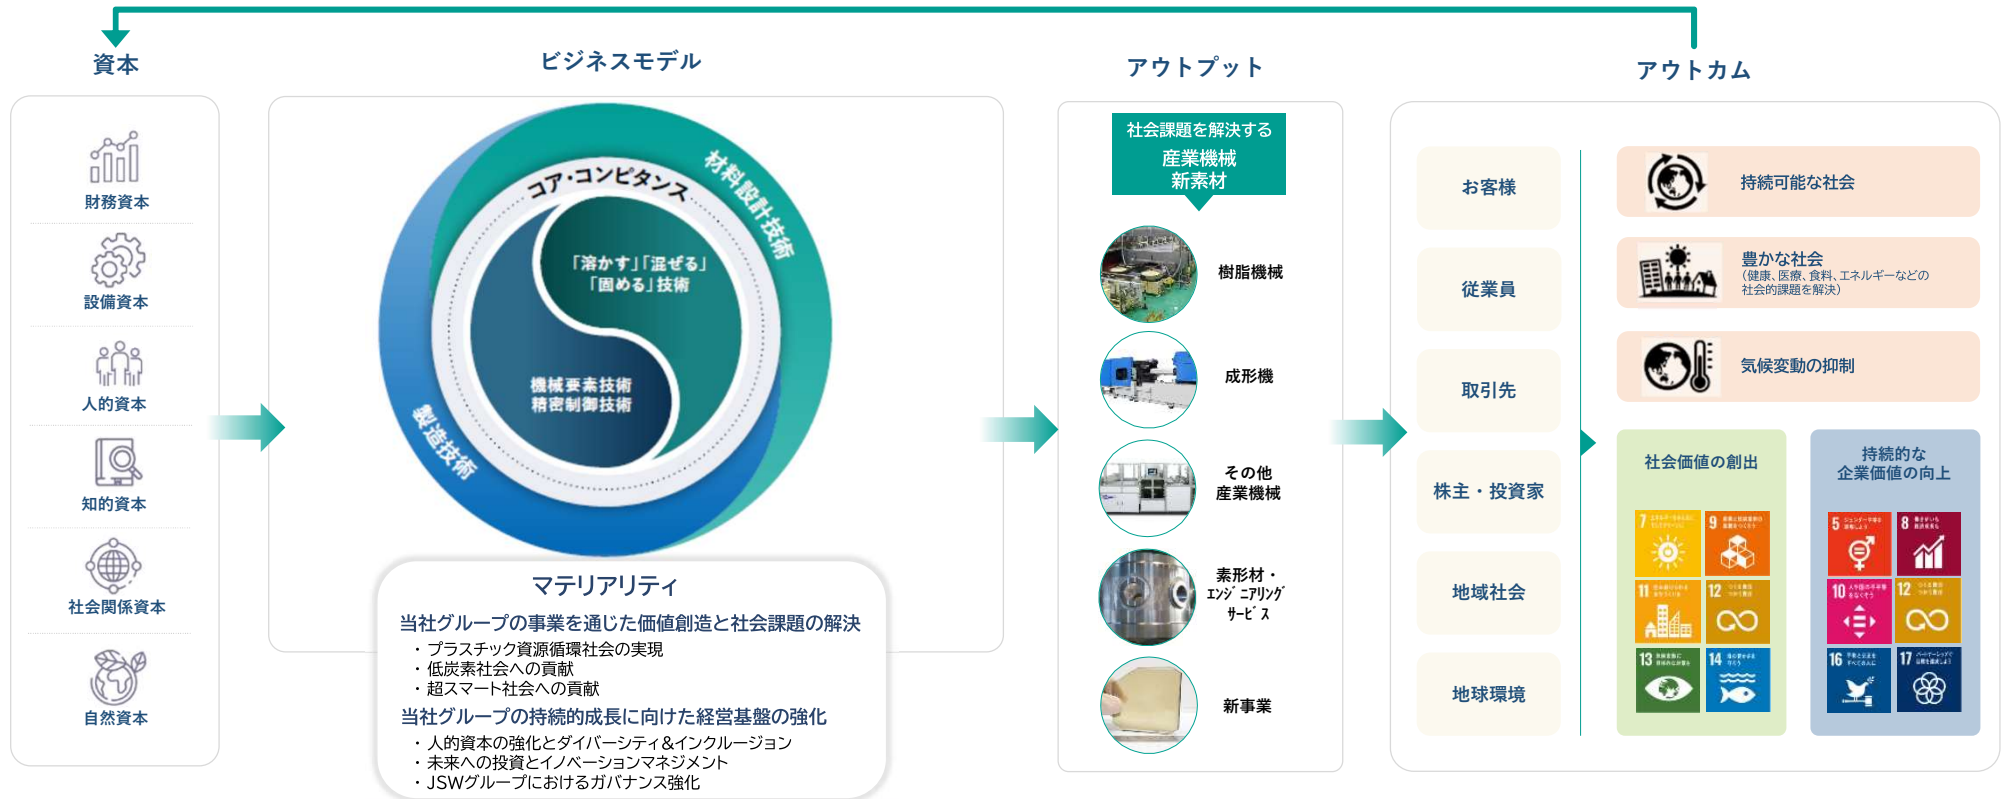 資本
財務資本
設備資本
人的資本
知的資本
社会関係資本
自然資本
ビジネスモデル
コア・コンピタンス
材料設計技術
製造技術
「溶かす」「混ぜる」
「固める」技術
機械要素技術
精密制御技術
マテリアリティ
当社グループの事業を通じた価値創造と社会課題の解決
・ プラスチック資源循環社会の実現
・ 低炭素社会への貢献
・ 超スマート社会への貢献
当社グループの持続的成長に向けた経営基盤の強化
・ 人的資本の強化とダイバーシティ&インクルージョン
・ 未来への投資とイノベーションマネジメント
・ JSWグループにおけるガバナンス強化
アウトプット
社会課題を解決する
産業機械
新素材
樹脂機械
成形機
その他
産業機械
素形材・
ｴﾝｼﾞﾆｱﾘﾝｸﾞ
ｻｰﾋﾞｽ
新事業
アウトカム
お客様
従業員
取引先
株主・投資家
地域社会
地球環境
持続可能な社会
豊かな社会
（健康、医療、食料、エネルギーなどの
社会的課題を解決）
気候変動の抑制
社会価値の創出
7
9
11
12
13
14
持続的な
企業価値の向上
5
8
10
12
16
17